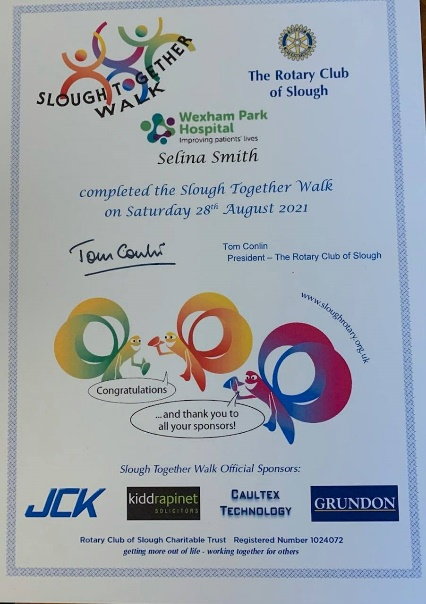 SLOUGH TOGETHER
WALK
The Rotary Club
of Slough
Wexham Park
Hospital
Improving patients' lives
Selina Smith
completed the Slough Together Walk
on Saturday 28th August 2021
Tom Conlin
Tom Conlin
President – The Rotary Club of Slough
www.sloughrotary.org.uk
Congratulations
...and thank you to
all your sponsors!
Slough Together Walk Official Sponsors:
JCK
kiddrapinet
SOLICITORS
CAULTEX
TECHNOLOGY
GRUNDON
Rotary Club of Slough Charitable Trust Registered Number 1024072
getting more out of life - working together for others